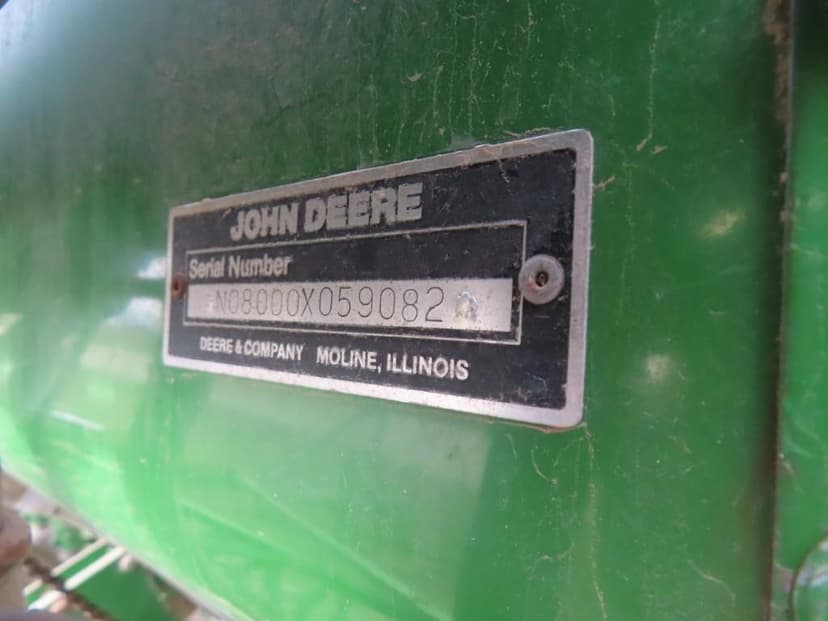 JOHN DEERE
Serial Number
N08000X059082
DEERE & COMPANY MOLINE, ILLINOIS